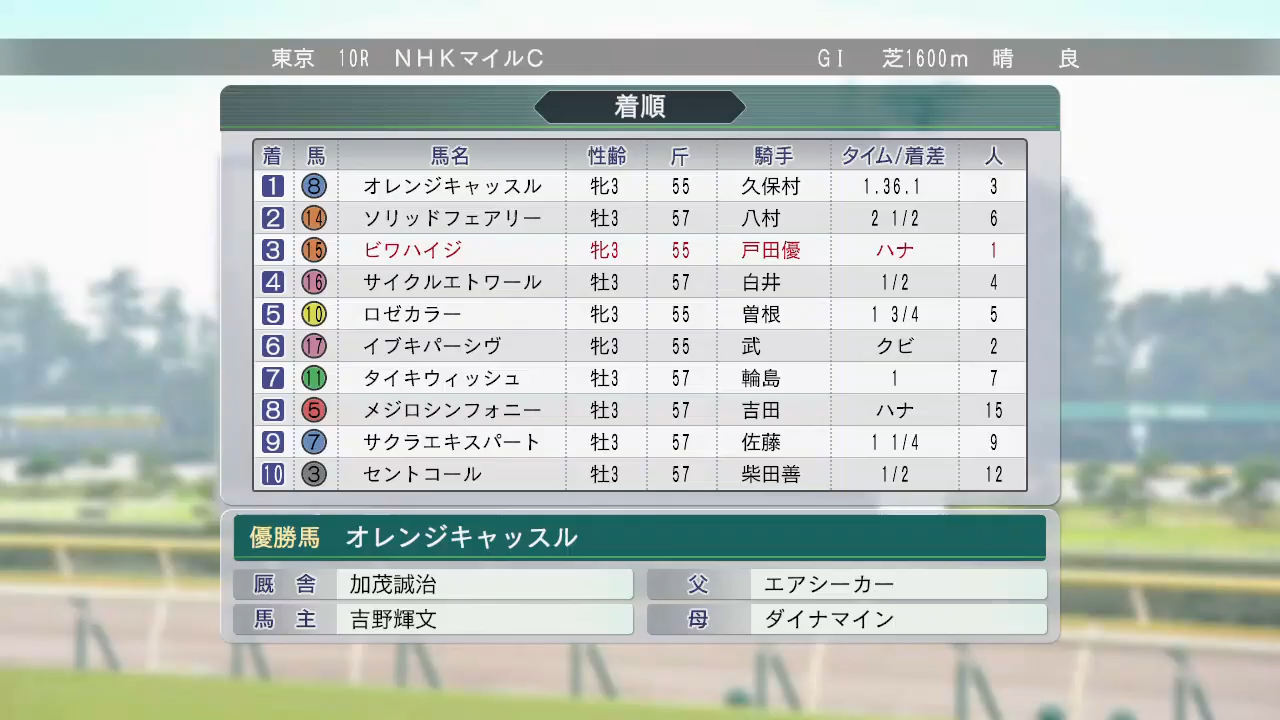 東京 10R NHKマイルC GⅠ 芝1600m 晴 良
着順
着 馬 馬名 性齢 斤 騎手 タイム/着差 人
1 8 オレンジキャッスル 牝3 55 久保村 1.36.1 3
2 14 ソリッドフェアリー 牡3 57 八村 2 1/2 6
3 15 ビワハイジ 牝3 55 戸田優 ハナ 1
4 16 サイクルエトワール 牡3 57 白井 1/2 4
5 10 ロゼカラー 牝3 55 曽根 1 3/4 5
6 17 イブキパーシヴ 牝3 55 武 クビ 2
7 11 タイキウィッシュ 牡3 57 輪島 1 7
8 5 メジロシンフォニー 牡3 57 吉田 ハナ 15
9 7 サクラエキスパート 牡3 57 佐藤 1 1/4 9
10 3 セントコール 牡3 57 柴田善 1/2 12
優勝馬 オレンジキャッスル
厩舎 加茂誠治 父 エアシーカー
馬主 吉野輝文 母 ダイナマイン